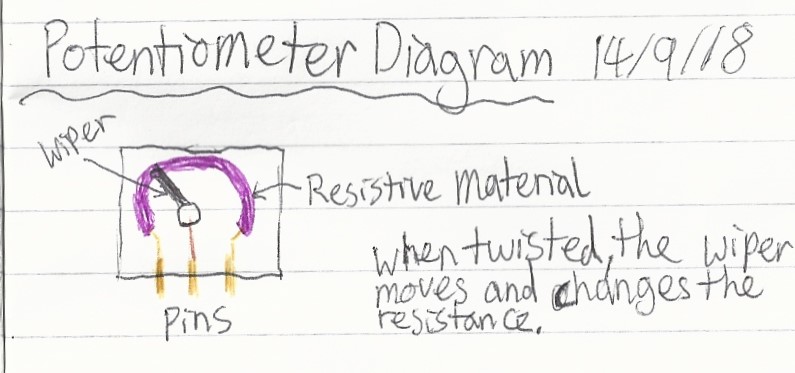 Potentiometer Diagram 14/9/18
wiper
Resistive Material
when twisted, the wiper
moves and changes the
resistance.
Pins